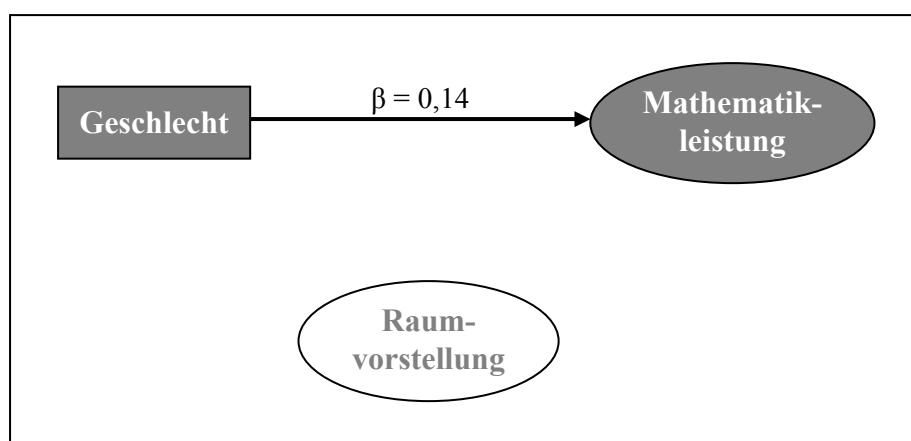 β = 0,14
Geschlecht
Mathematik-
leistung
Raum-
vorstellung